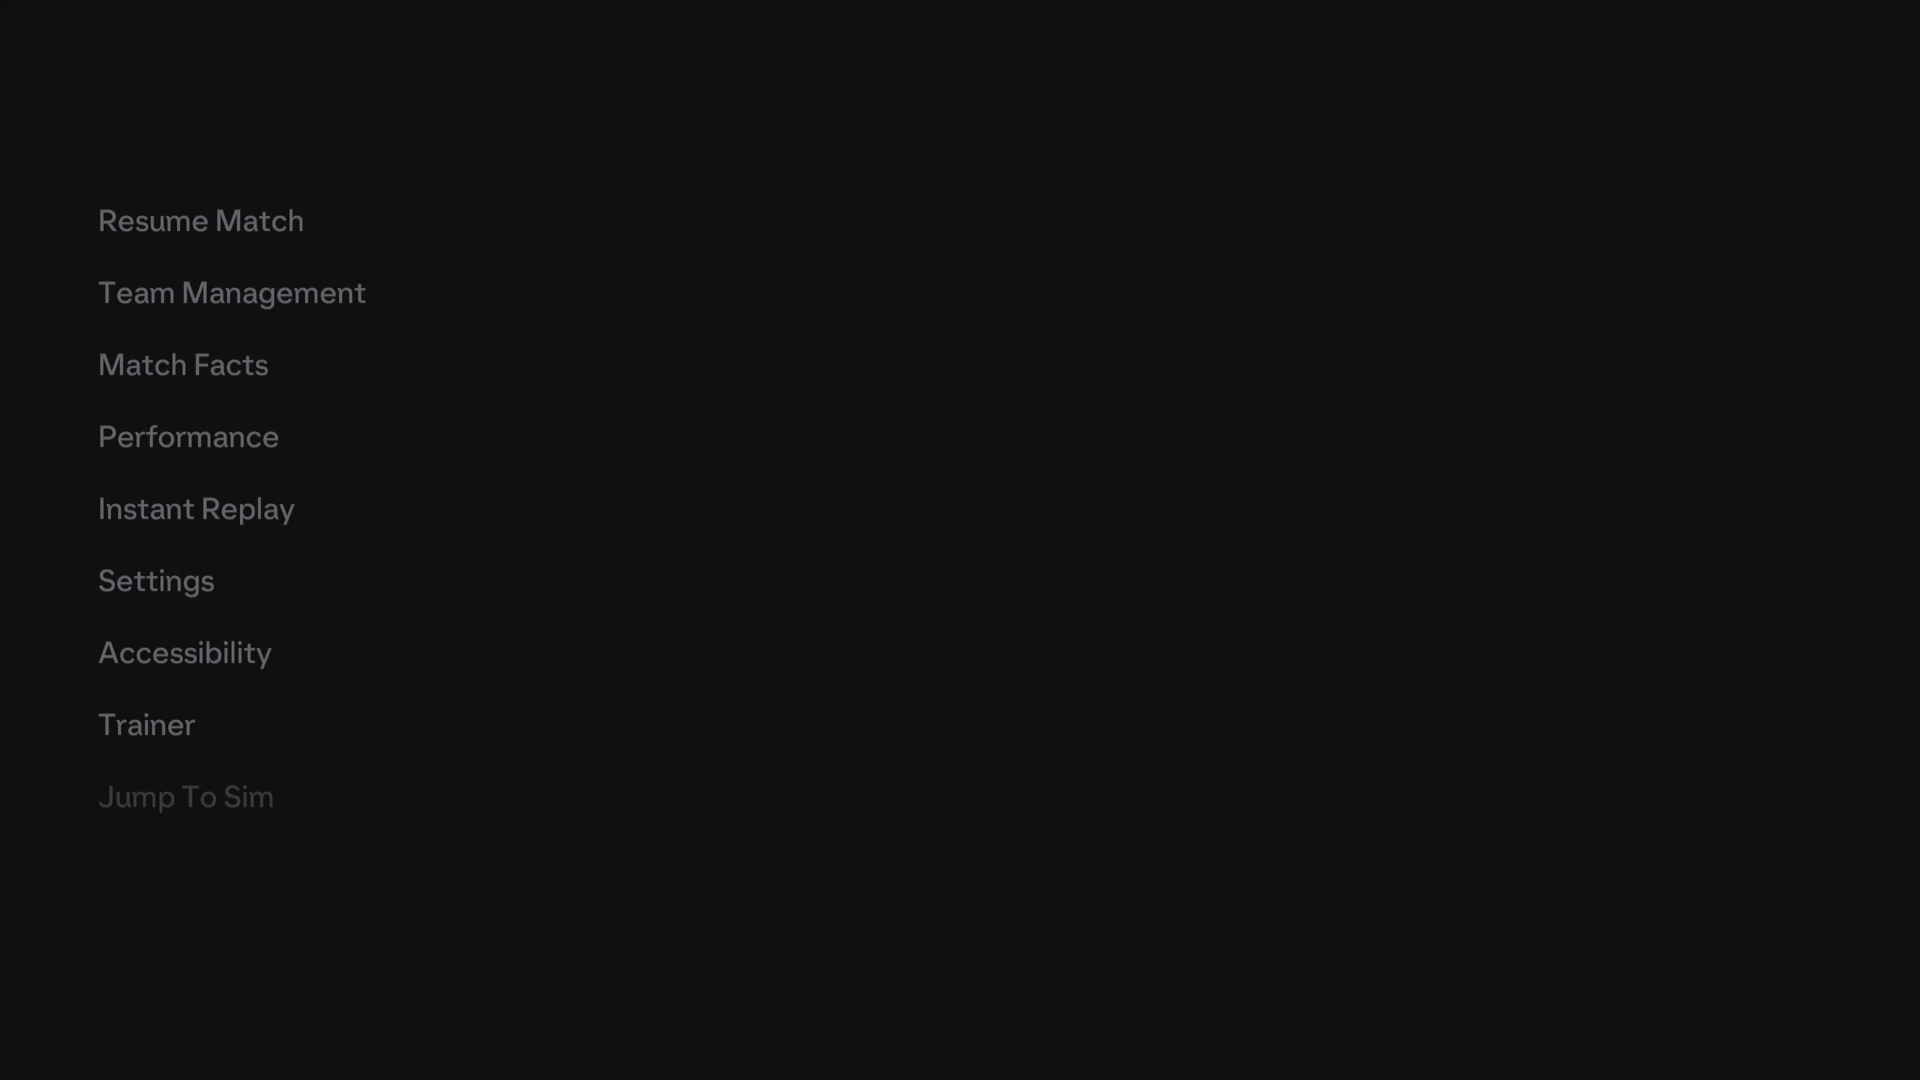 Resume Match
Team Management
Match Facts
Performance
Instant Replay
Settings
Accessibility
Trainer
Jump To Sim